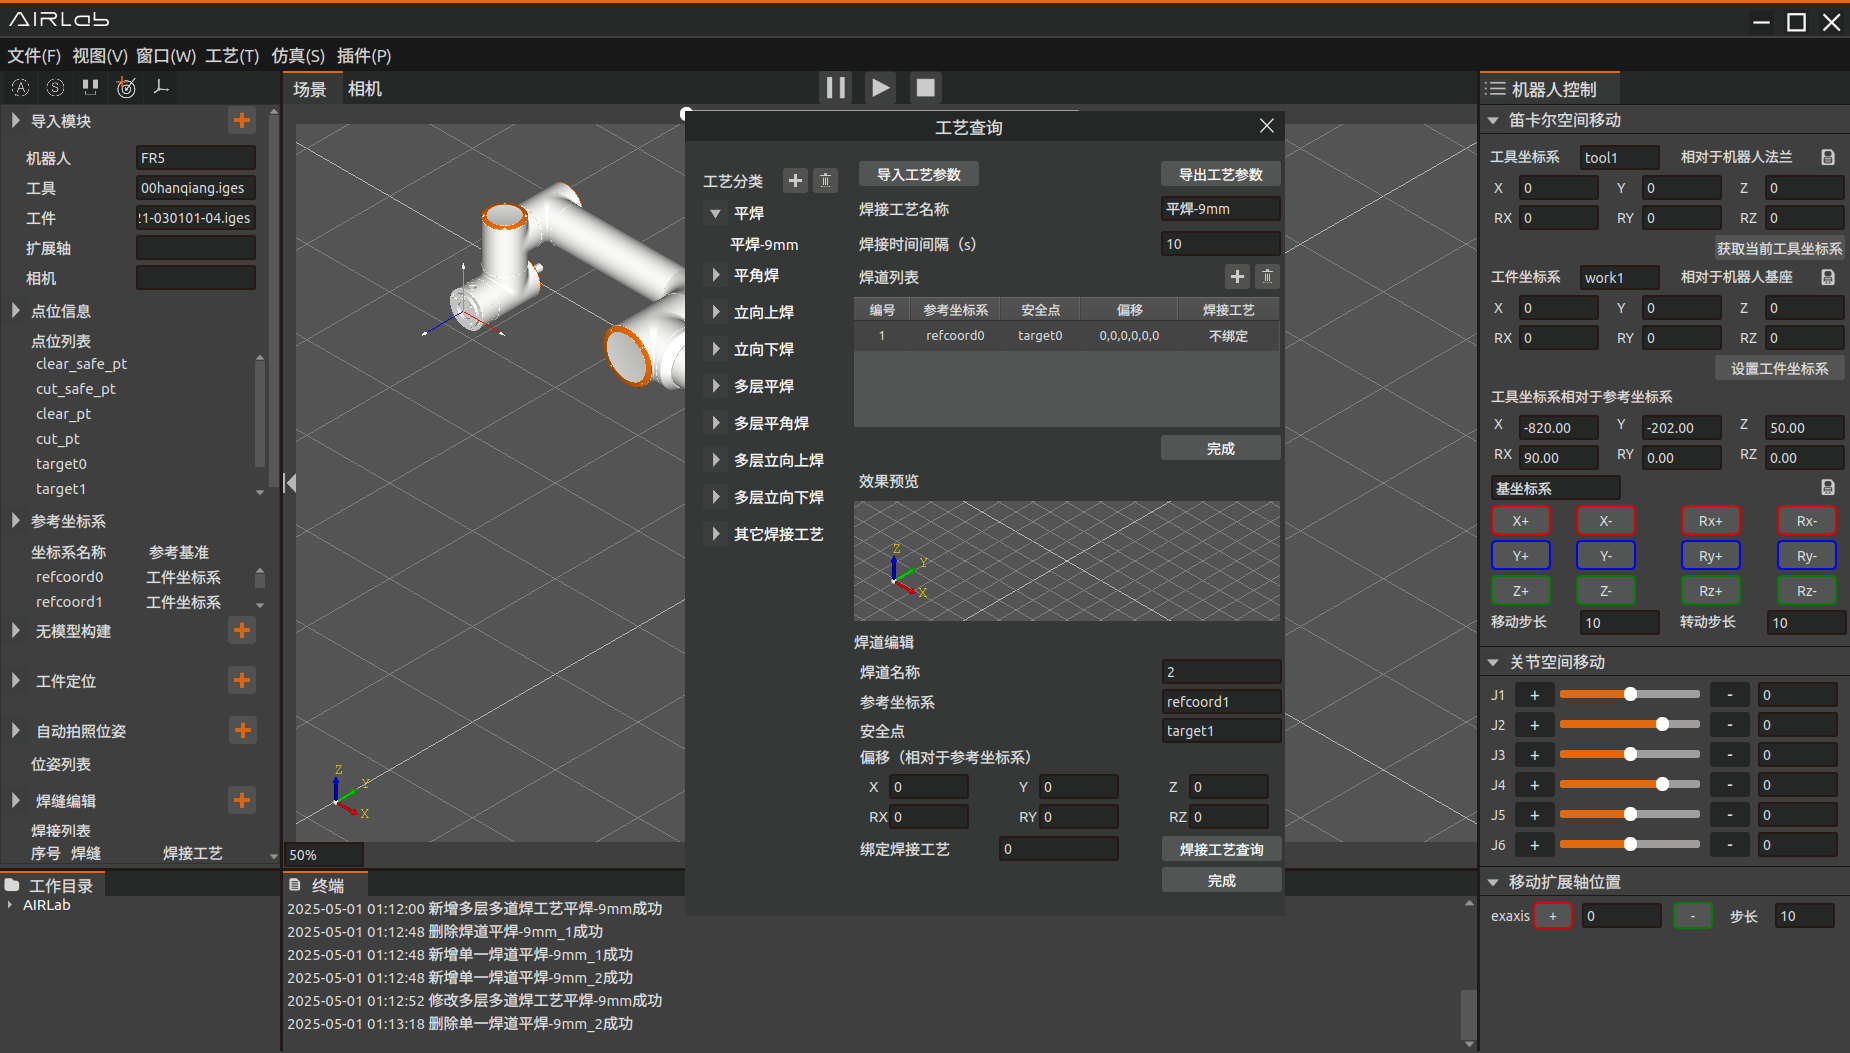 AIRLab
文件(F) 视图(V) 窗口(W) 工艺(T) 仿真(S) 插件(P)
导入模块
机器人 FR5
工具 00hanqiang.iges
工件 21-030101-04.iges
扩展轴
相机
点位信息
点位列表
clear_safe_pt
cut_safe_pt
clear_pt
cut_pt
target0
target1
参考坐标系
坐标系名称 参考基准
refcoord0 工件坐标系
refcoord1 工件坐标系
无模型构建
工件定位
自动拍照位姿
位姿列表
焊缝编辑
焊接列表
序号 焊缝 焊接工艺
工作目录
AIRLab
场景 相机
Z
Y
X
50%
工艺查询
工艺分类
平焊
平焊-9mm
平角焊
立向上焊
立向下焊
多层平焊
多层平角焊
多层立向上焊
多层立向下焊
其它焊接工艺
导入工艺参数 导出工艺参数
焊接工艺名称 平焊-9mm
焊接时间间隔（s） 10
焊道列表
编号 参考坐标系 安全点 偏移 焊接工艺
1 refcoord0 target0 0,0,0,0,0,0 不绑定
完成
效果预览
Z
Y
X
焊道编辑
焊道名称 2
参考坐标系 refcoord1
安全点 target1
偏移（相对于参考坐标系）
X 0 Y 0 Z 0
RX 0 RY 0 RZ 0
绑定焊接工艺 0 焊接工艺查询
完成
终端
2025-05-01 01:12:00 新增多层多道焊工艺平焊-9mm成功
2025-05-01 01:12:48 删除焊道平焊-9mm_1成功
2025-05-01 01:12:48 新增单一焊道平焊-9mm_1成功
2025-05-01 01:12:48 新增单一焊道平焊-9mm_2成功
2025-05-01 01:12:52 修改多层多道焊工艺平焊-9mm成功
2025-05-01 01:13:18 删除单一焊道平焊-9mm_2成功
机器人控制
笛卡尔空间移动
工具坐标系 tool1 相对于机器人法兰
X 0 Y 0 Z 0
RX 0 RY 0 RZ 0
获取当前工具坐标系
工件坐标系 work1 相对于机器人基座
X 0 Y 0 Z 0
RX 0 RY 0 RZ 0
设置工件坐标系
工具坐标系相对于参考坐标系
X -820.00 Y -202.00 Z 50.00
RX 90.00 RY 0.00 RZ 0.00
基坐标系
X+ X- Rx+ Rx-
Y+ Y- Ry+ Ry-
Z+ Z- Rz+ Rz-
移动步长 10 转动步长 10
关节空间移动
J1 + - 0
J2 + - 0
J3 + - 0
J4 + - 0
J5 + - 0
J6 + - 0
移动扩展轴位置
exaxis + 0 - 步长 10